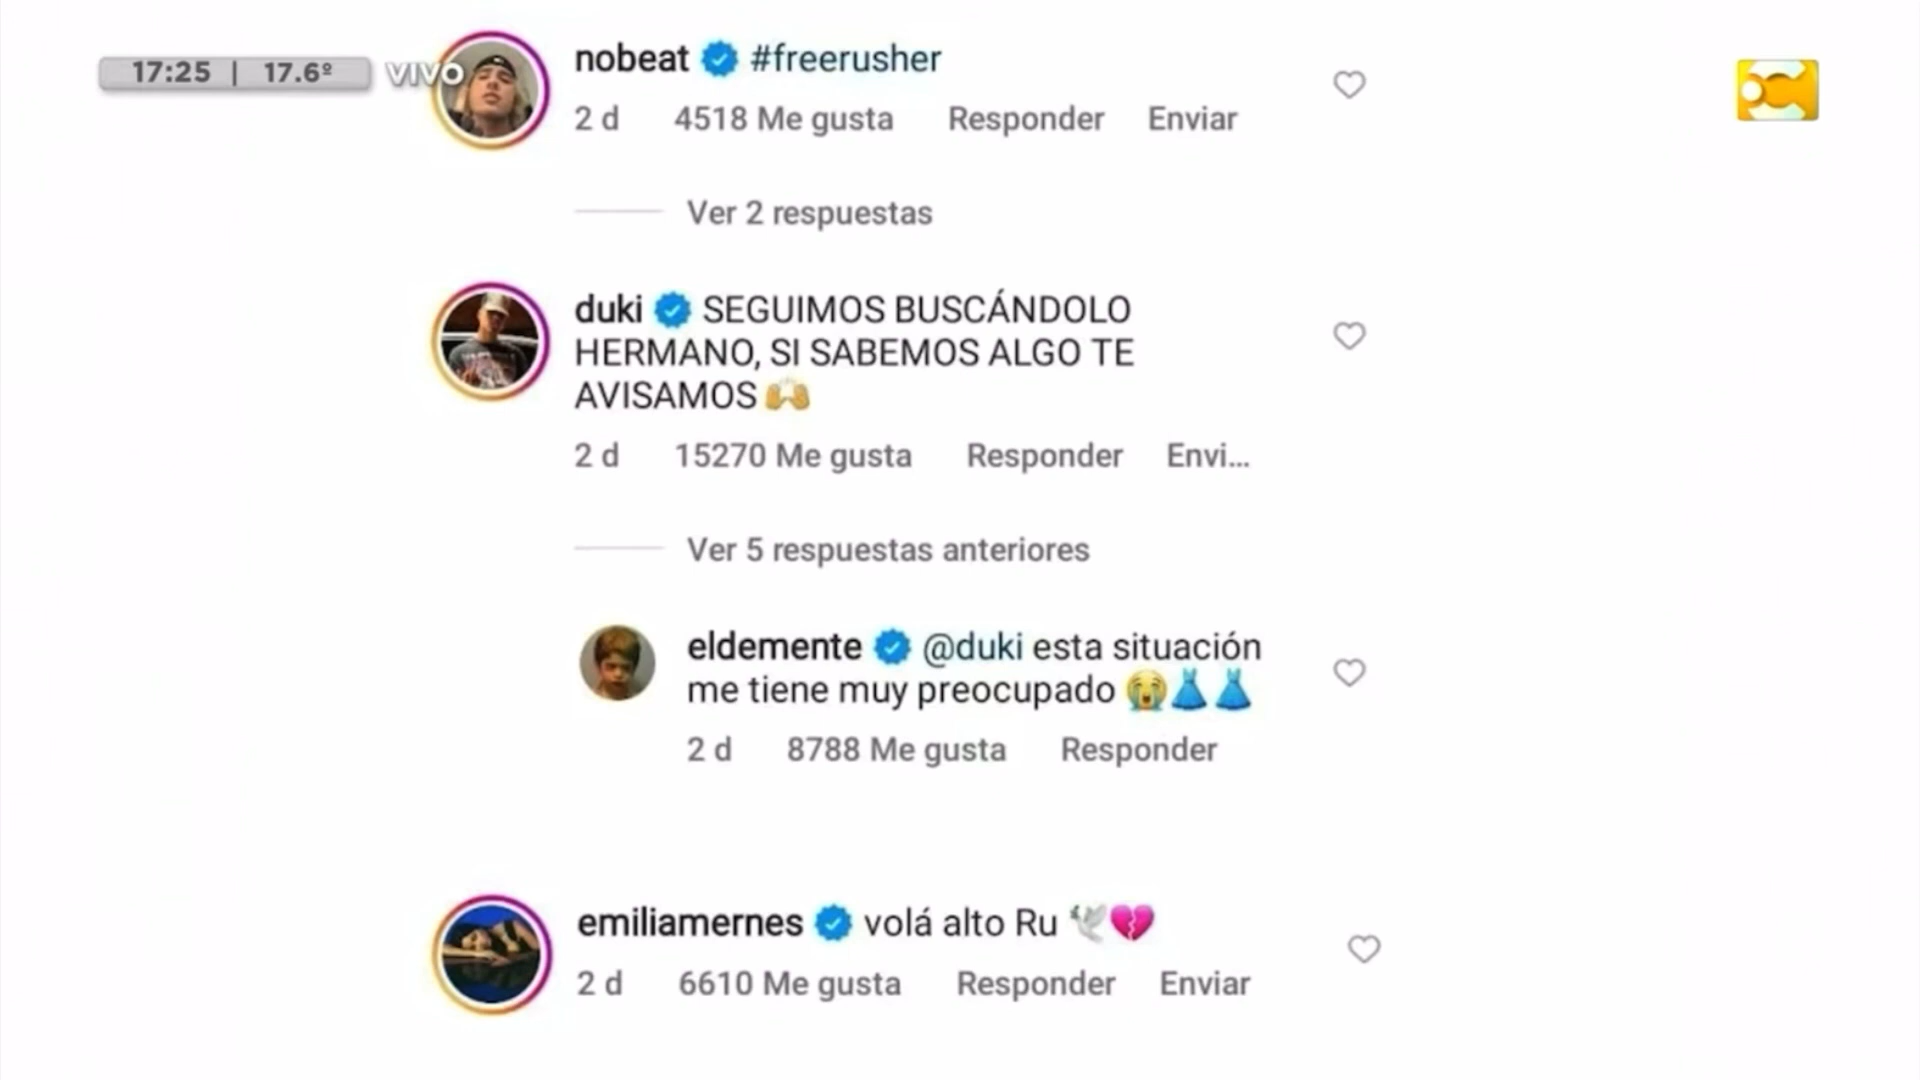 17:25 | 17.6º VIVO
nobeat #freerusher
2 d 4518 Me gusta Responder Enviar
Ver 2 respuestas
duki SEGUIMOS BUSCÁNDOLO
HERMANO, SI SABEMOS ALGO TE
AVISAMOS 🙌
2 d 15270 Me gusta Responder Envi...
Ver 5 respuestas anteriores
eldemente @duki esta situación
me tiene muy preocupado 😭👗👗
2 d 8788 Me gusta Responder
emiliamernes volá alto Ru 🕊💔
2 d 6610 Me gusta Responder Enviar